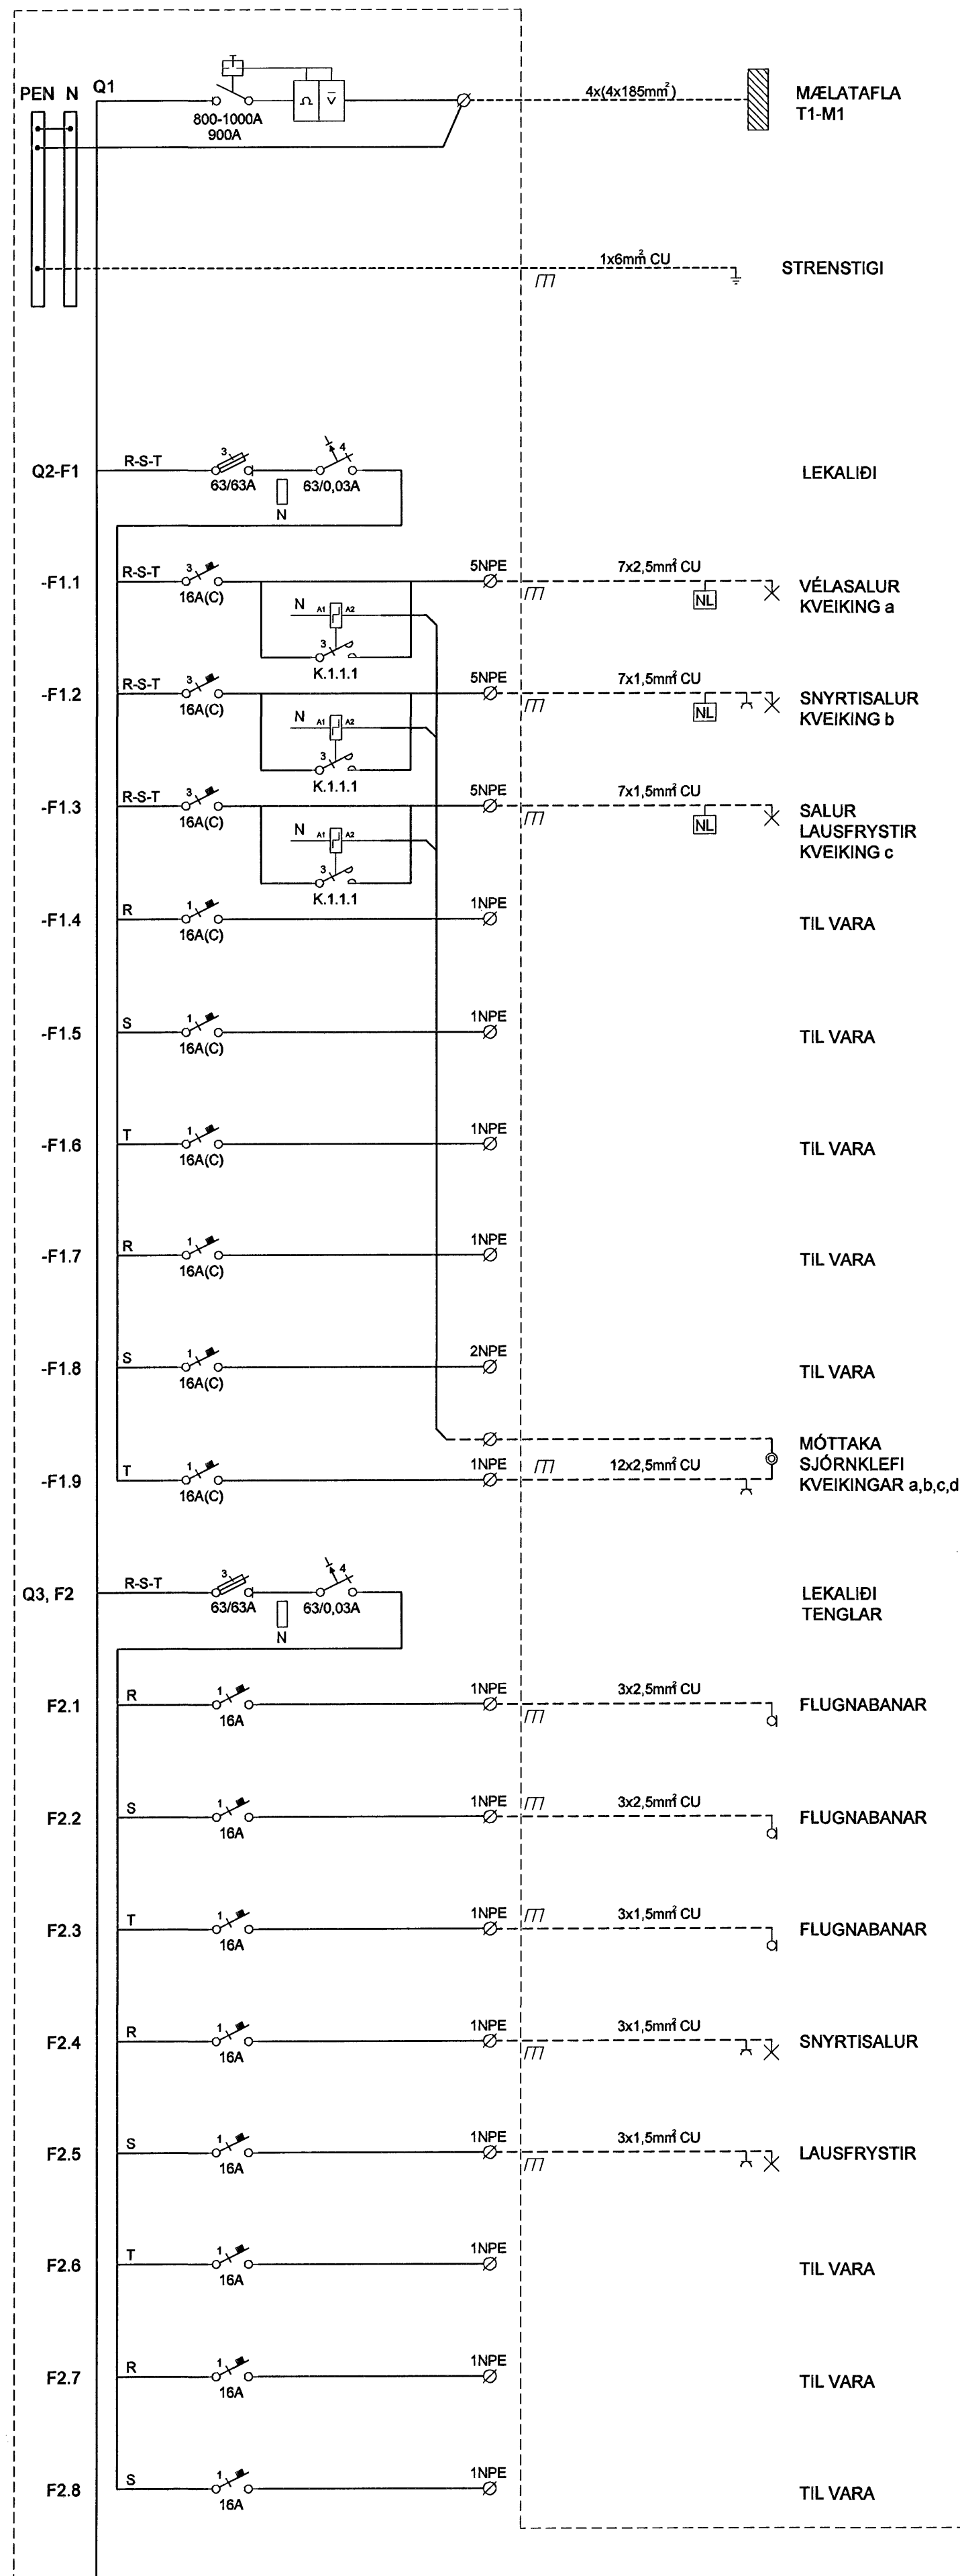 PEN N Q1
800-1000A
900A
Ω
V
4x(4x185mm²)
MÆLATAFLA
T1-M1
1x6mm² CU
STRENSTIGI
Q2-F1
R-S-T
3
63/63A
N
4
63/0,03A
LEKALIÐI
-F1.1
R-S-T
3
16A(C)
N
A1
A2
3
K.1.1.1
5NPE
7x2,5mm² CU
NL
VÉLASALUR
KVEIKING a
-F1.2
R-S-T
3
16A(C)
N
A1
A2
3
K.1.1.1
5NPE
7x1,5mm² CU
NL
SNYRTISALUR
KVEIKING b
-F1.3
R-S-T
3
16A(C)
N
A1
A2
3
K.1.1.1
5NPE
7x1,5mm² CU
NL
SALUR
LAUSFRYSTIR
KVEIKING c
-F1.4
R
1
16A(C)
1NPE
TIL VARA
-F1.5
S
1
16A(C)
1NPE
TIL VARA
-F1.6
T
1
16A(C)
1NPE
TIL VARA
-F1.7
R
1
16A(C)
1NPE
TIL VARA
-F1.8
S
1
16A(C)
2NPE
TIL VARA
-F1.9
T
1
16A(C)
1NPE
12x2,5mm² CU
MÓTTAKA
SJÓRNKLEFI
KVEIKINGAR a,b,c,d
Q3, F2
R-S-T
3
63/63A
N
4
63/0,03A
LEKALIÐI
TENGLAR
F2.1
R
1
16A
1NPE
3x2,5mm² CU
FLUGNABANAR
F2.2
S
1
16A
1NPE
3x2,5mm² CU
FLUGNABANAR
F2.3
T
1
16A
1NPE
3x1,5mm² CU
FLUGNABANAR
F2.4
R
1
16A
1NPE
3x1,5mm² CU
SNYRTISALUR
F2.5
S
1
16A
1NPE
3x1,5mm² CU
LAUSFRYSTIR
F2.6
T
1
16A
1NPE
TIL VARA
F2.7
R
1
16A
1NPE
TIL VARA
F2.8
S
1
16A
1NPE
TIL VARA